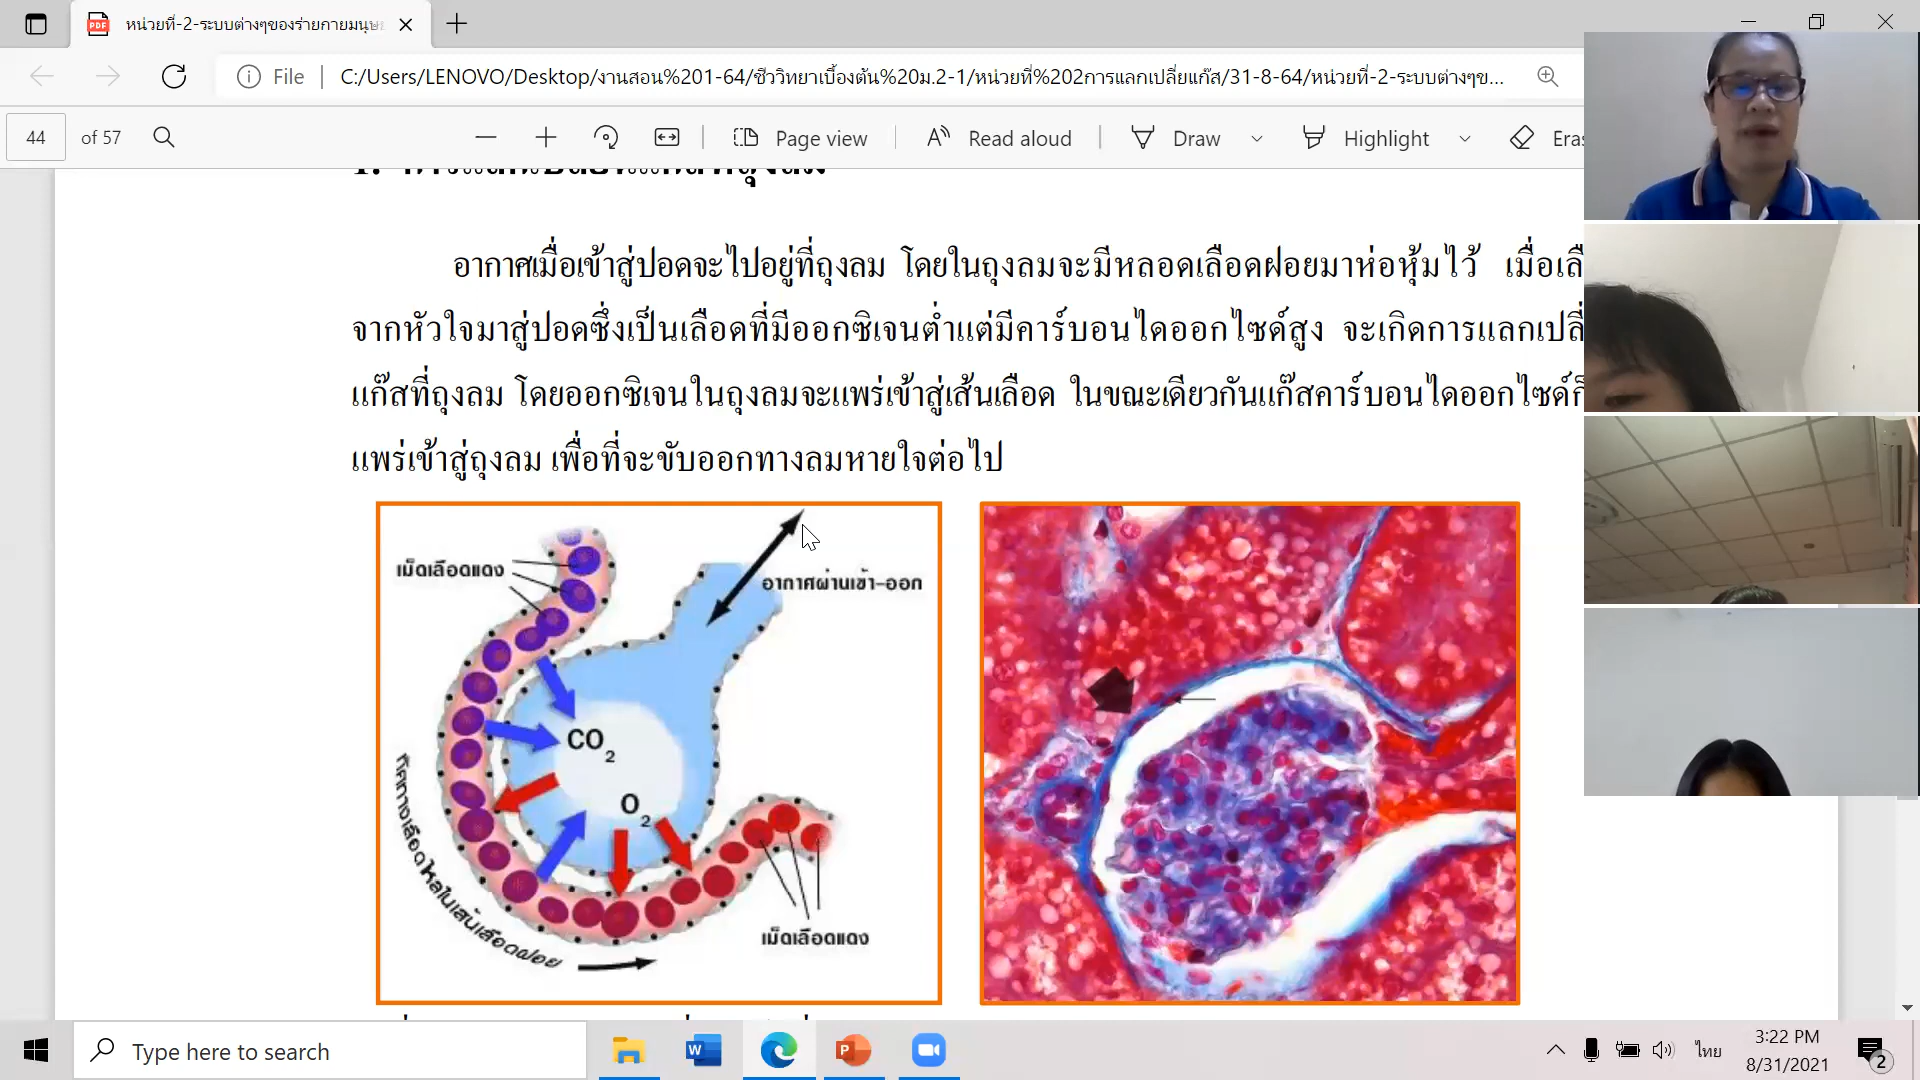 หน่วยที่-2-ระบบต่างๆของร่ายกายมนุษย
File
C:/Users/LENOVO/Desktop/งานสอน%201-64/ชีววิทยาเบื้องต้น%20ม.2-1/หน่วยที่%202การแลกเปลี่ยแก๊ส/31-8-64/หน่วยที่-2-ระบบต่างๆข...
44 of 57
Page view
Read aloud
Draw
Highlight
Eras
อากาศเมื่อเข้าสู่ปอดจะไปอยู่ที่ถุงลม โดยในถุงลมจะมีหลอดเลือดฝอยมาห่อหุ้มไว้ เมื่อเลื
จากหัวใจมาสู่ปอดซึ่งเป็นเลือดที่มีออกซิเจนต่ำแต่มีคาร์บอนไดออกไซด์สูง จะเกิดการแลกเปลี่
แก๊สที่ถุงลม โดยออกซิเจนในถุงลมจะแพร่เข้าสู่เส้นเลือด ในขณะเดียวกันแก๊สคาร์บอนไดออกไซด์ก็
แพร่เข้าสู่ถุงลม เพื่อที่จะขับออกทางลมหายใจต่อไป
เม็ดเลือดแดง
อากาศผ่านเข้า-ออก
CO2
O2
ทิศทางเลือดไหลในเส้นเลือดฝอย
เม็ดเลือดแดง
Type here to search
ไทย
3:22 PM
8/31/2021
2